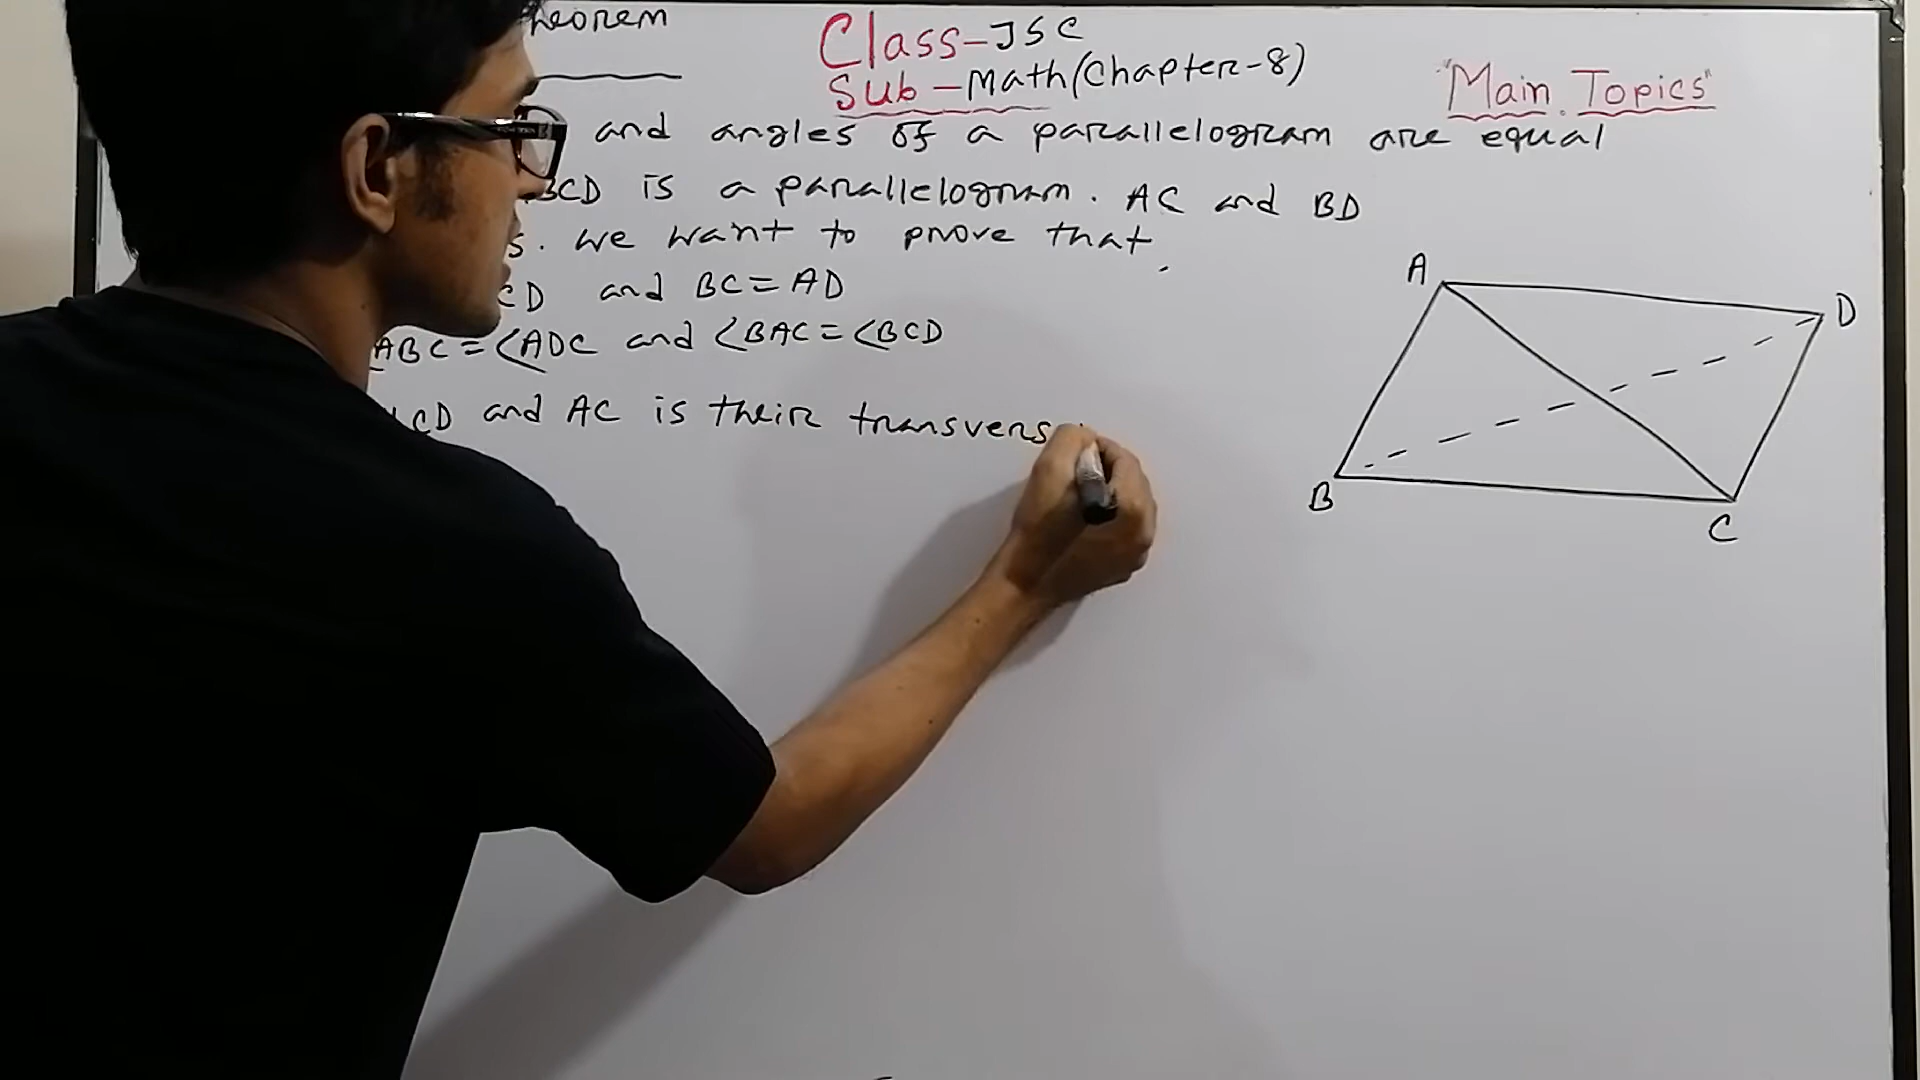 heorem
Class-JSC
Sub-Math(Chapter-8)
"Main Topics"
and angles of a parallelogram are equal
BCD is a parallelogram. AC and BD
s. we want to prove that,
CD and BC=AD
∠ABC=∠ADC and ∠BAC=∠BCD
CD and AC is their transvers
A
D
B
C